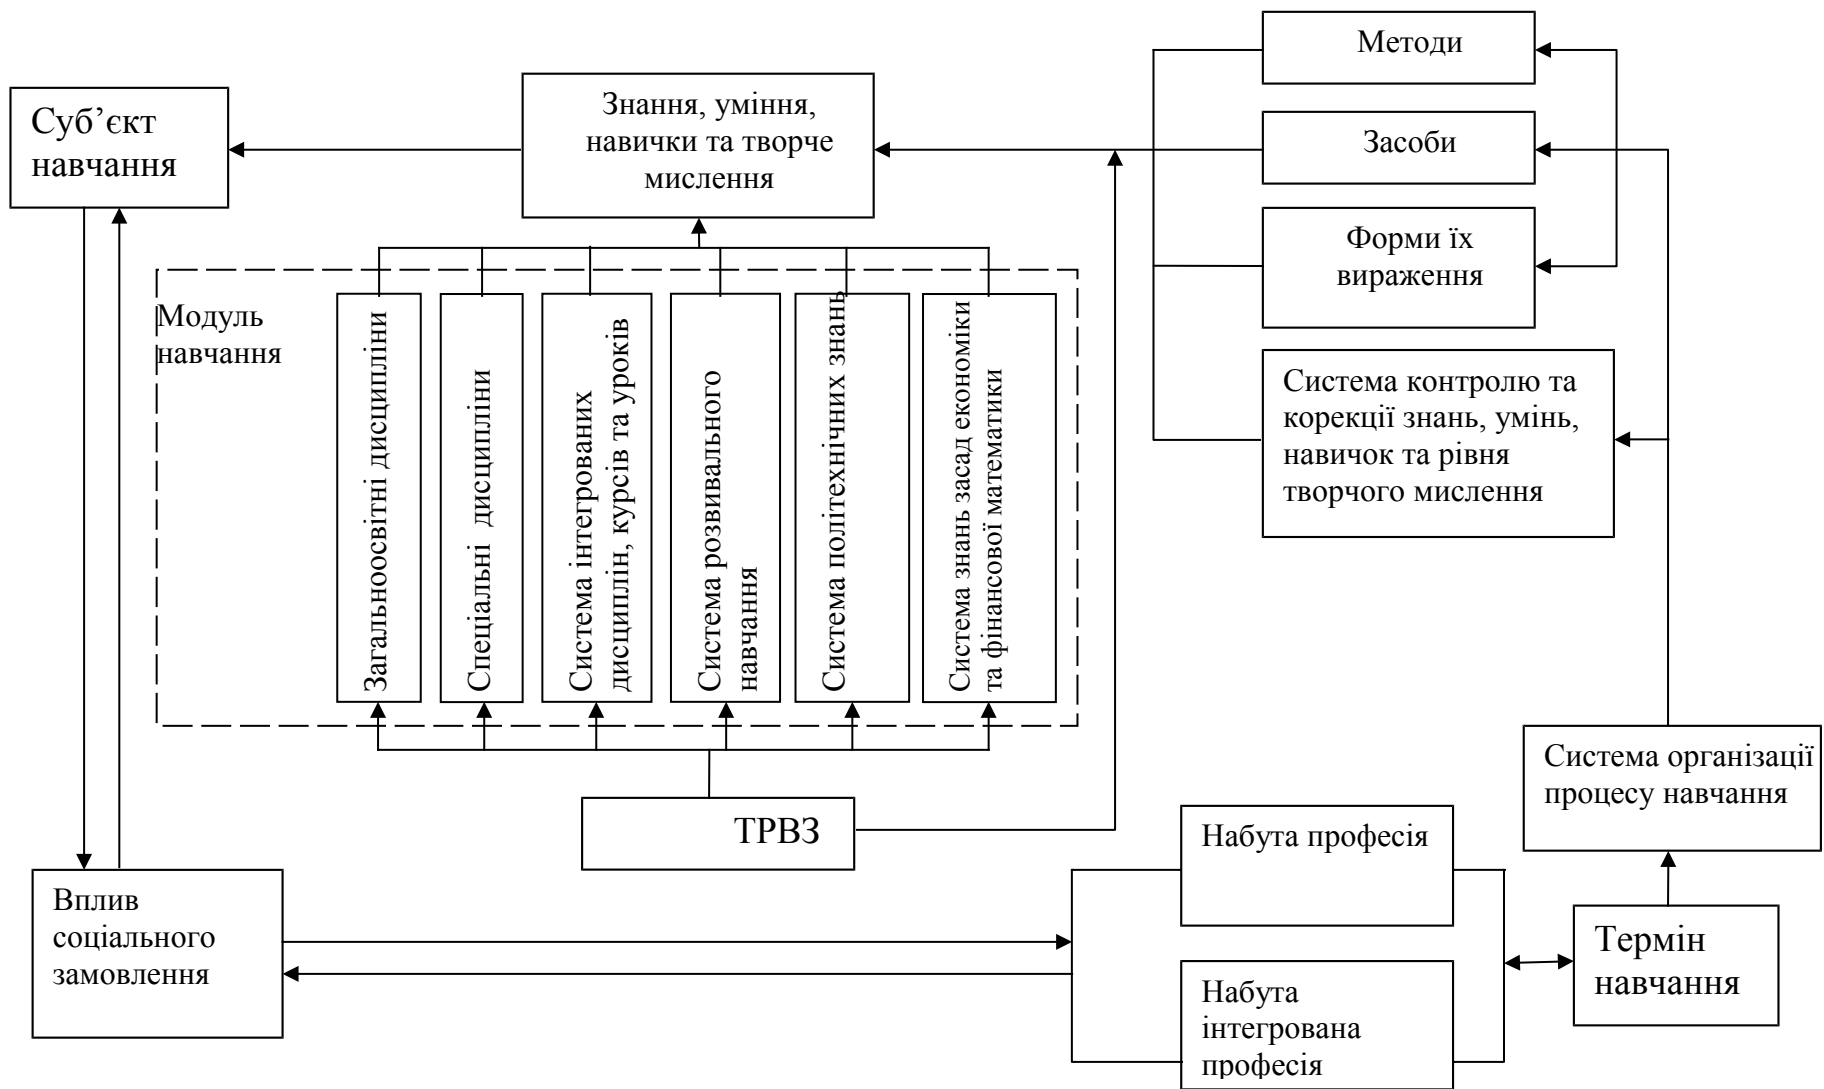 Методи
Суб’єкт
навчання
Знання, уміння,
навички та творче
мислення
Засоби
Форми їх
вираження
Модуль
навчання
Загальноосвітні дисципліни
Спеціальні дисципліни
Система інтегрованих
дисциплін, курсів та уроків
Система розвивального
навчання
Система політехнічних знань
Система знань засад економіки
та фінансової математики
Система контролю та
корекції знань, умінь,
навичок та рівня
творчого мислення
Система організації
процесу навчання
ТРВЗ
Набута професія
Вплив
соціального
замовлення
Термін
навчання
Набута
інтегрована
професія